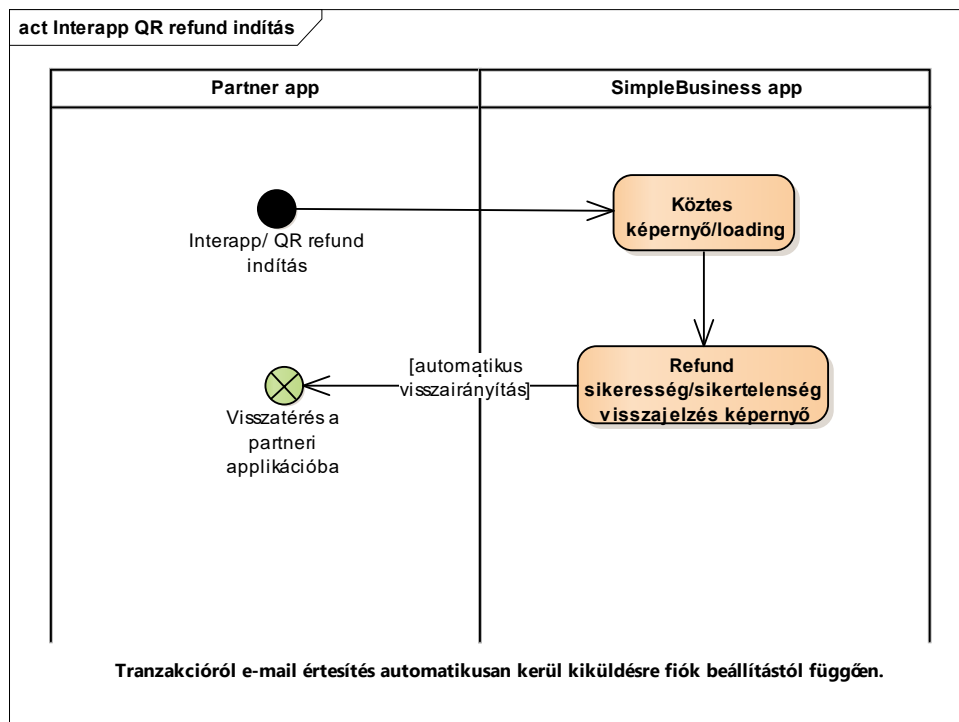 act Interapp QR refund indítás
Partner app
SimpleBusiness app
Interapp/ QR refund
indítás
Köztes
képernyő/loading
[automatikus
visszairányítás]
Refund
sikeresség/sikertelenség
visszajelzés képernyő
Visszatérés a
partneri
applikációba
Tranzakcióról e-mail értesítés automatikusan kerül kiküldésre fiók beállítástól függően.